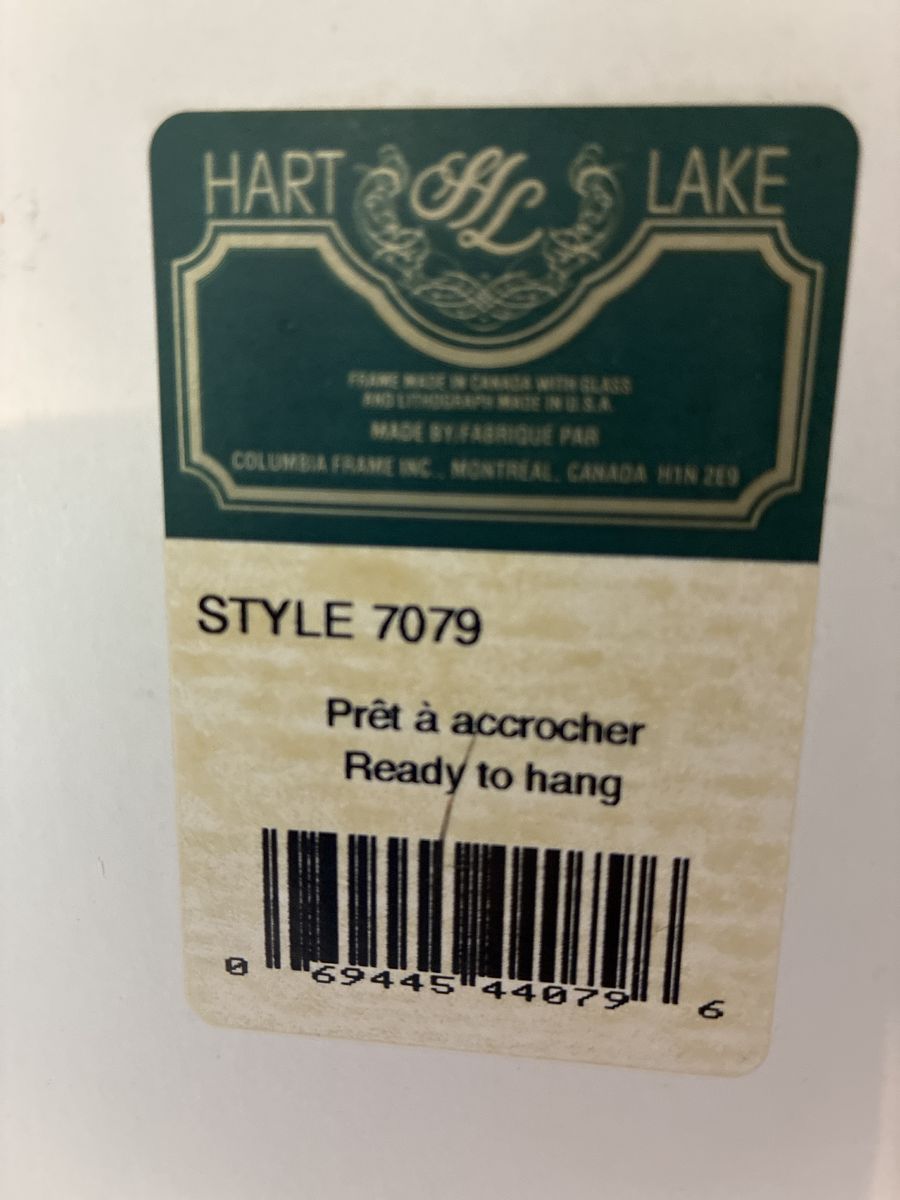 HART HL LAKE
FRAME MADE IN CANADA WITH GLASS
AND LITHOGRAPH MADE IN U.S.A.
MADE BY/FABRIQUE PAR
COLUMBIA FRAME INC., MONTREAL, CANADA H1N 2E9
STYLE 7079
Prêt à accrocher
Ready to hang
0 69445 44079 6